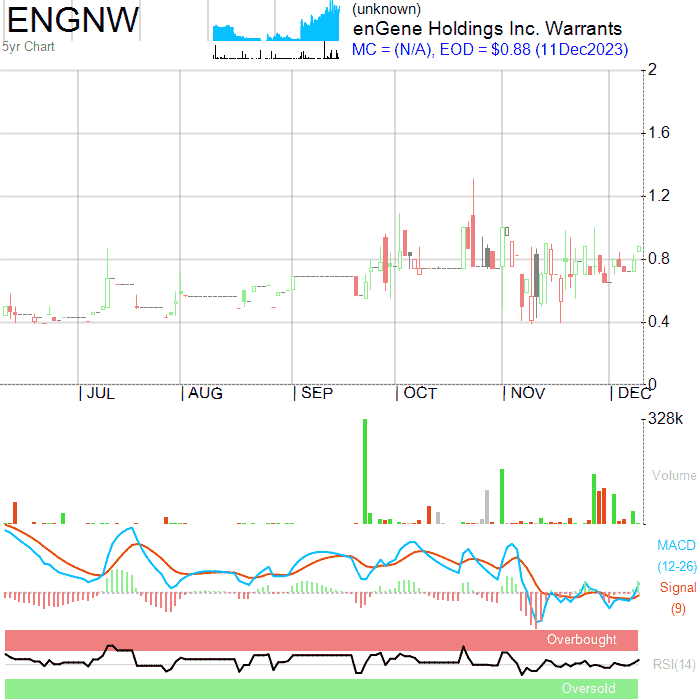 ENGNW
5yr Chart
(unknown)
enGene Holdings Inc. Warrants
MC = (N/A), EOD = $0.88 (11Dec2023)
2
1.6
1.2
0.8
0.4
0
JUL AUG SEP OCT NOV DEC
328k
Volume
MACD
(12-26)
Signal
(9)
Overbought
RSI(14)
Oversold